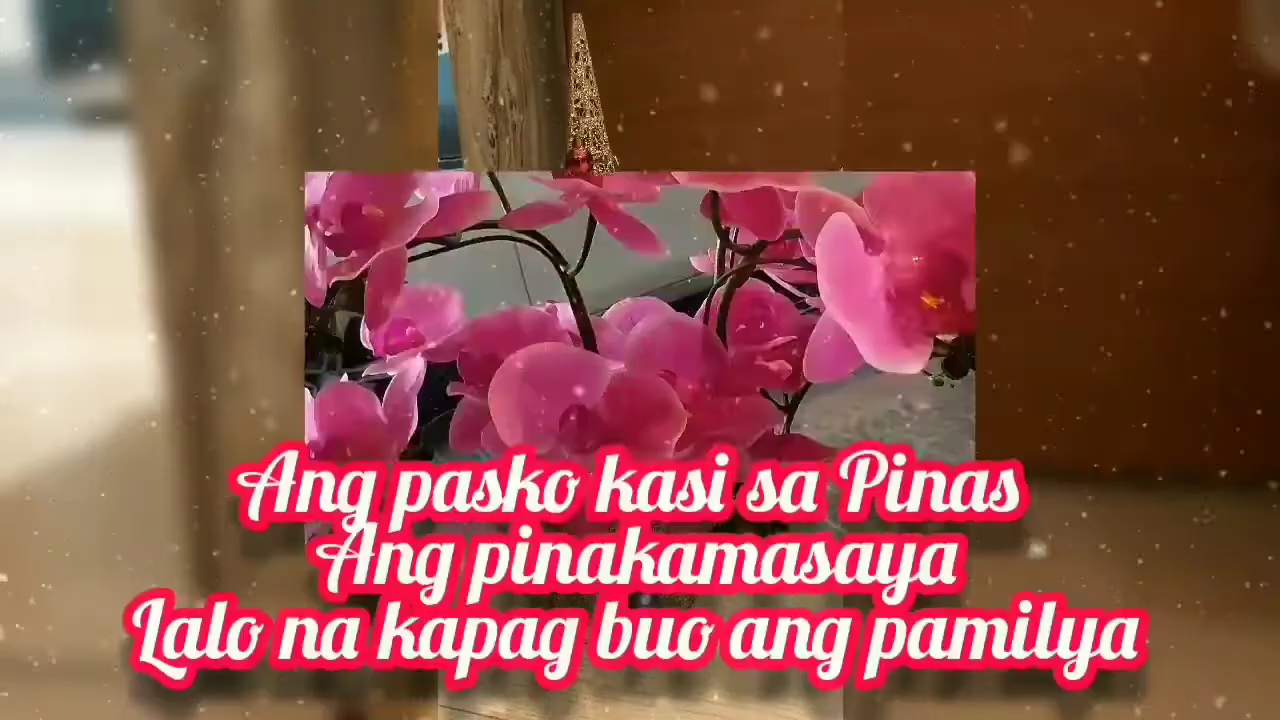 Ang pasko kasi sa Pinas
Ang pinakamasaya
Lalo na kapag buo ang pamilya